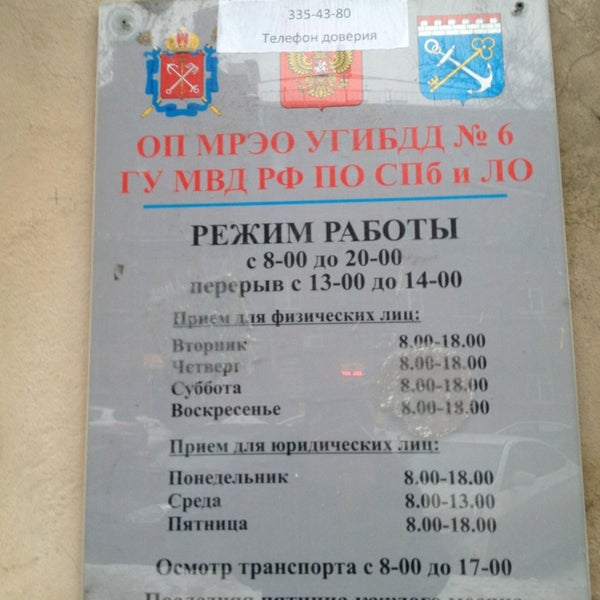 335-43-80
Телефон доверия
ОП МРЭО УГИБДД № 6
ГУ МВД РФ ПО СПб и ЛО
РЕЖИМ РАБОТЫ
с 8-00 до 20-00
перерыв с 13-00 до 14-00
Прием для физических лиц:
Вторник 8.00-18.00
Четверг 8.00-18.00
Суббота 8.00-18.00
Воскресенье 8.00-18.00
Прием для юридических лиц:
Понедельник 8.00-18.00
Среда 8.00-13.00
Пятница 8.00-18.00
Осмотр транспорта с 8-00 до 17-00
Последняя пятница каждого месяца